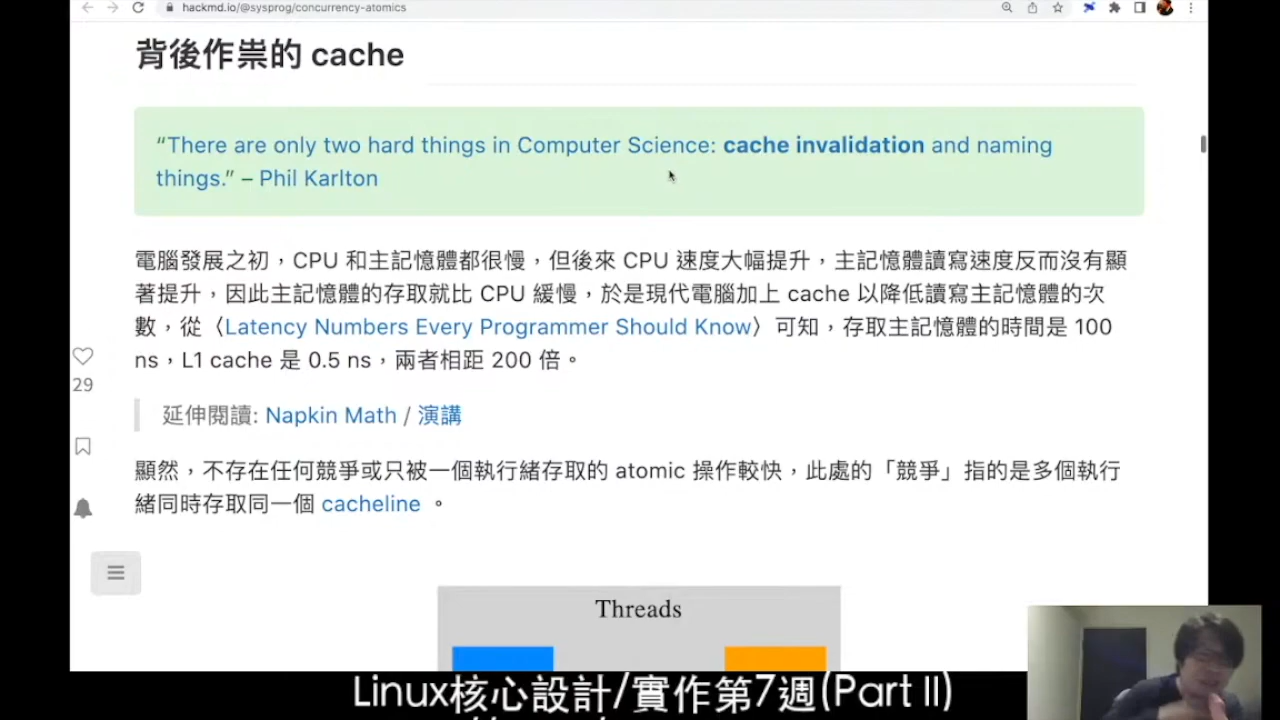 hackmd.io/@sysprog/concurrency-atomics
背後作祟的 cache
“There are only two hard things in Computer Science: cache invalidation and naming
things.” – Phil Karlton
電腦發展之初，CPU 和主記憶體都很慢，但後來 CPU 速度大幅提升，主記憶體讀寫速度反而沒有顯
著提升，因此主記憶體的存取就比 CPU 緩慢，於是現代電腦加上 cache 以降低讀寫主記憶體的次
數，從〈Latency Numbers Every Programmer Should Know〉可知，存取主記憶體的時間是 100
ns，L1 cache 是 0.5 ns，兩者相距 200 倍。
29
延伸閱讀: Napkin Math / 演講
顯然，不存在任何競爭或只被一個執行緒存取的 atomic 操作較快，此處的「競爭」指的是多個執行
緒同時存取同一個 cacheline 。
Threads
Linux核心設計/實作第7週(Part II)